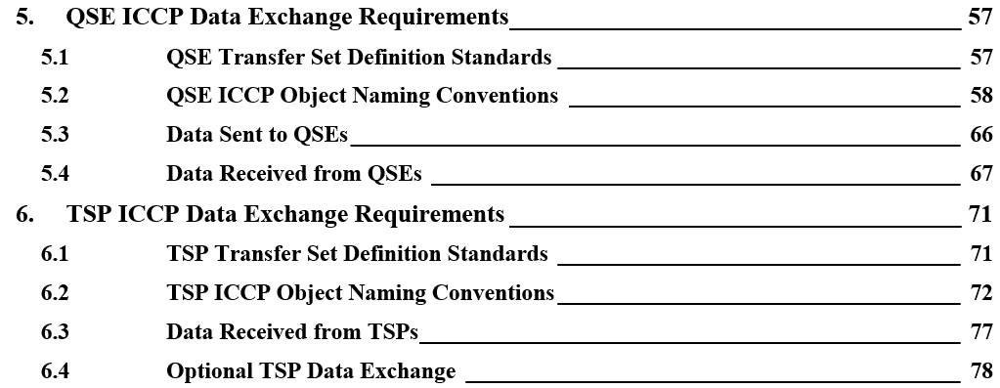 5. QSE ICCP Data Exchange Requirements 57
5.1 QSE Transfer Set Definition Standards 57
5.2 QSE ICCP Object Naming Conventions 58
5.3 Data Sent to QSEs 66
5.4 Data Received from QSEs 67
6. TSP ICCP Data Exchange Requirements 71
6.1 TSP Transfer Set Definition Standards 71
6.2 TSP ICCP Object Naming Conventions 72
6.3 Data Received from TSPs 77
6.4 Optional TSP Data Exchange 78